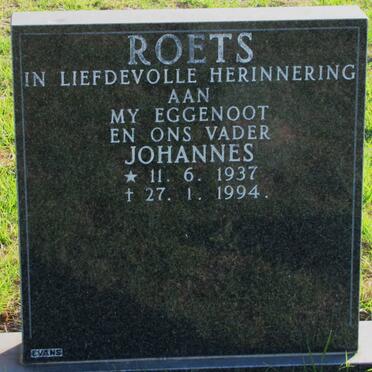 ROETS
IN LIEFDEVOLLE HERINNERING
AAN
MY EGGENOOT
EN ONS VADER
JOHANNES
★ 11. 6. 1937
† 27. 1. 1994.
EVANS